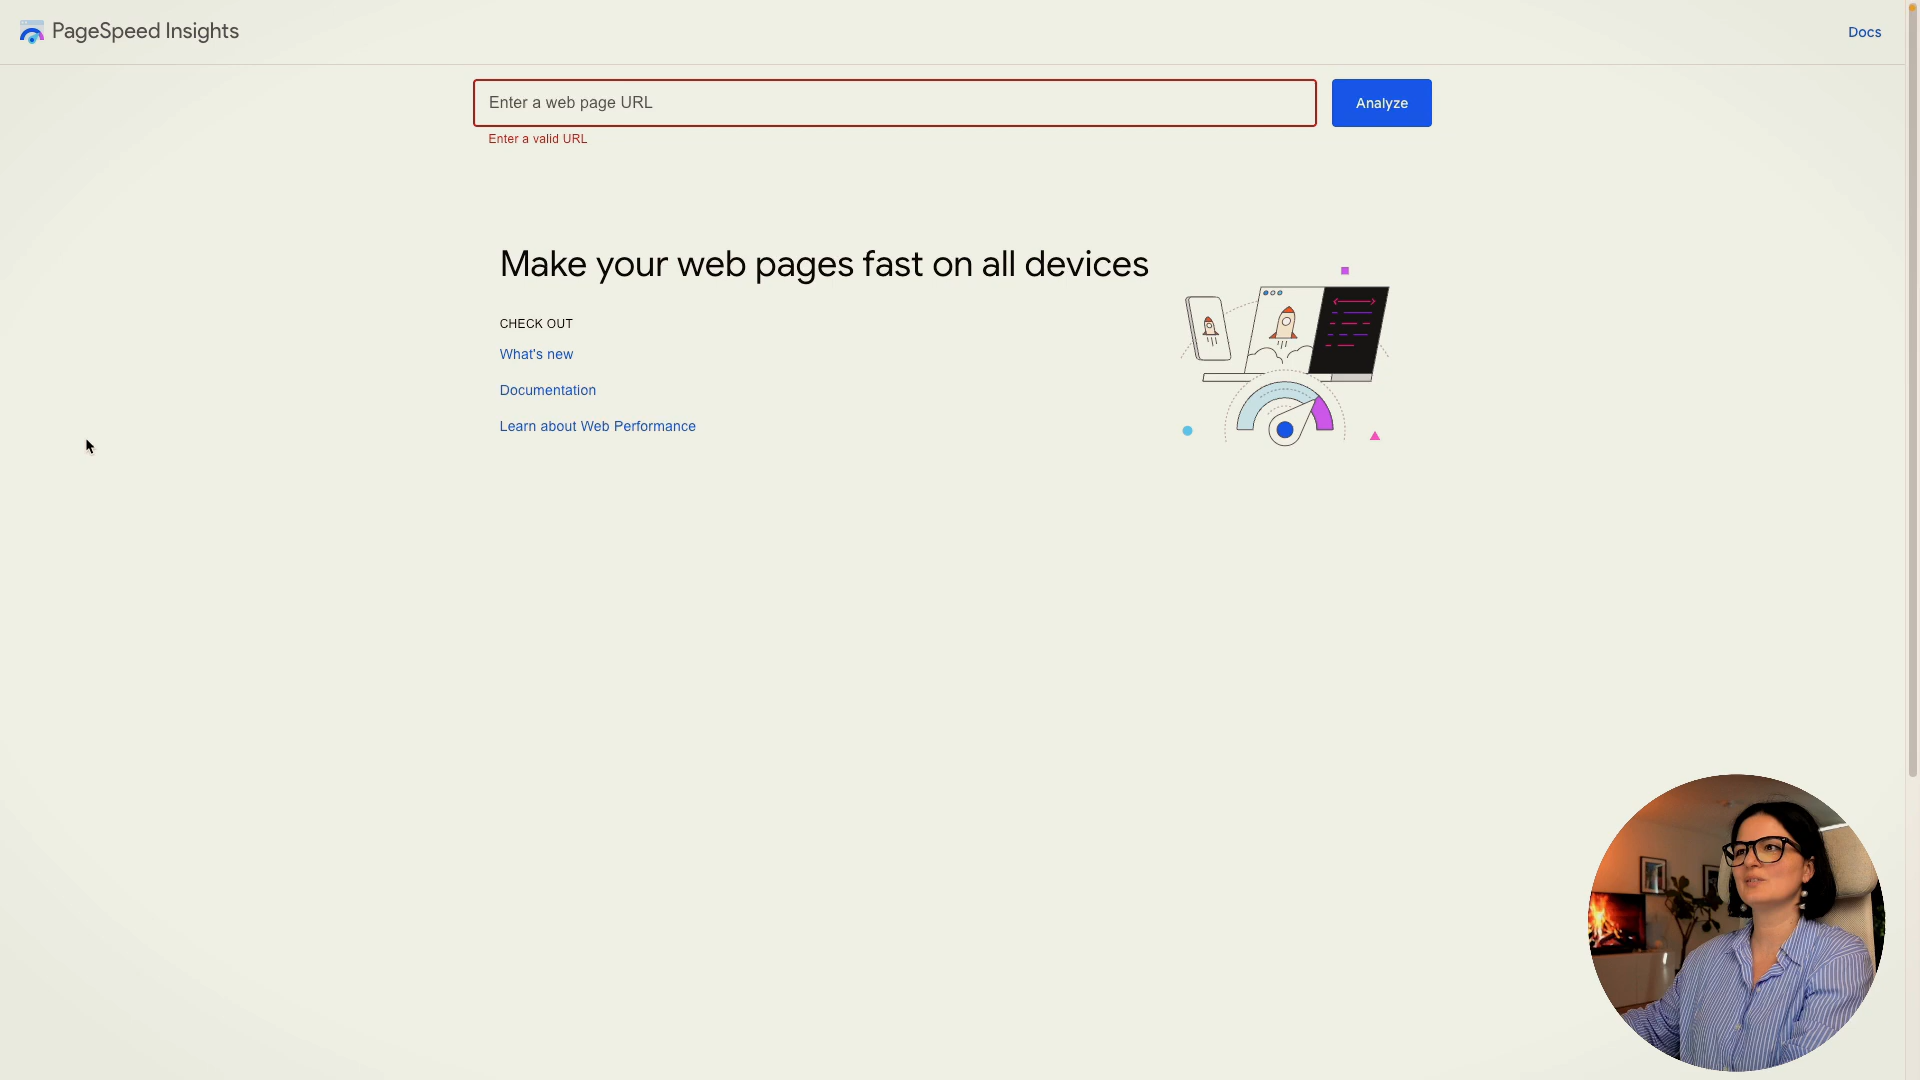 PageSpeed Insights
Docs
Enter a web page URL
Analyze
Enter a valid URL
Make your web pages fast on all devices
CHECK OUT
What's new
Documentation
Learn about Web Performance